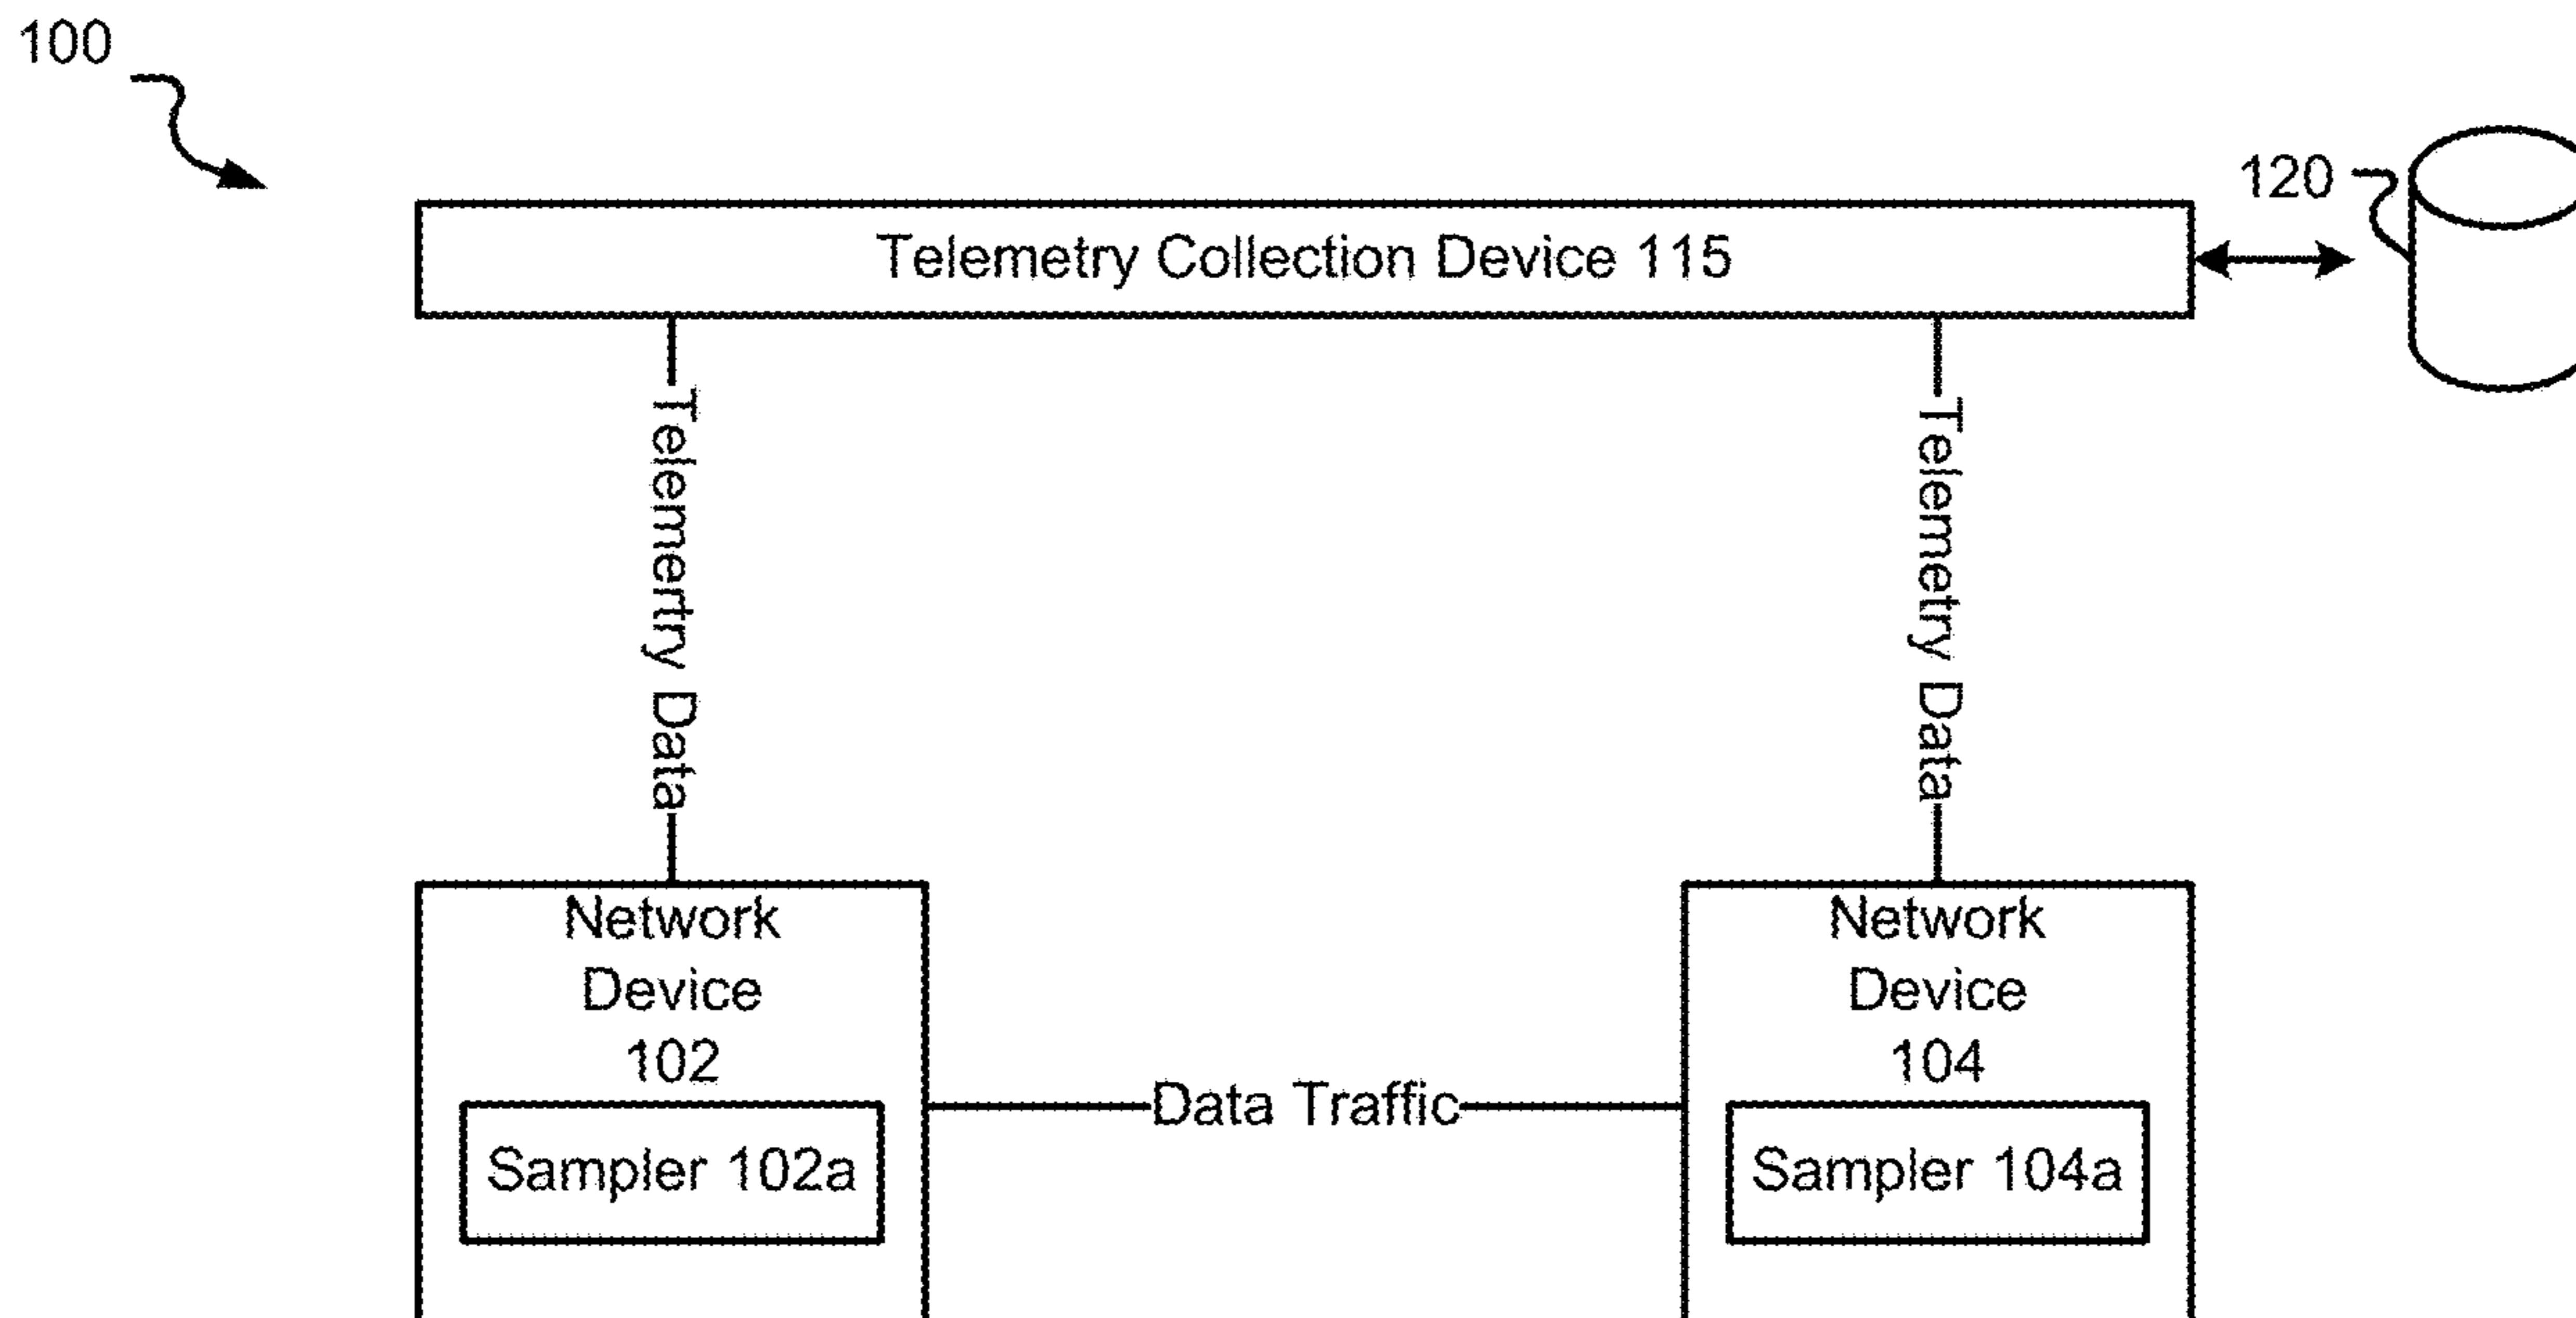 100
120
Telemetry Collection Device 115
Telemertry Data
Telemetry Data
Network
Device
102
Network
Device
104
Data Traffic
Sampler 102a
Sampler 104a